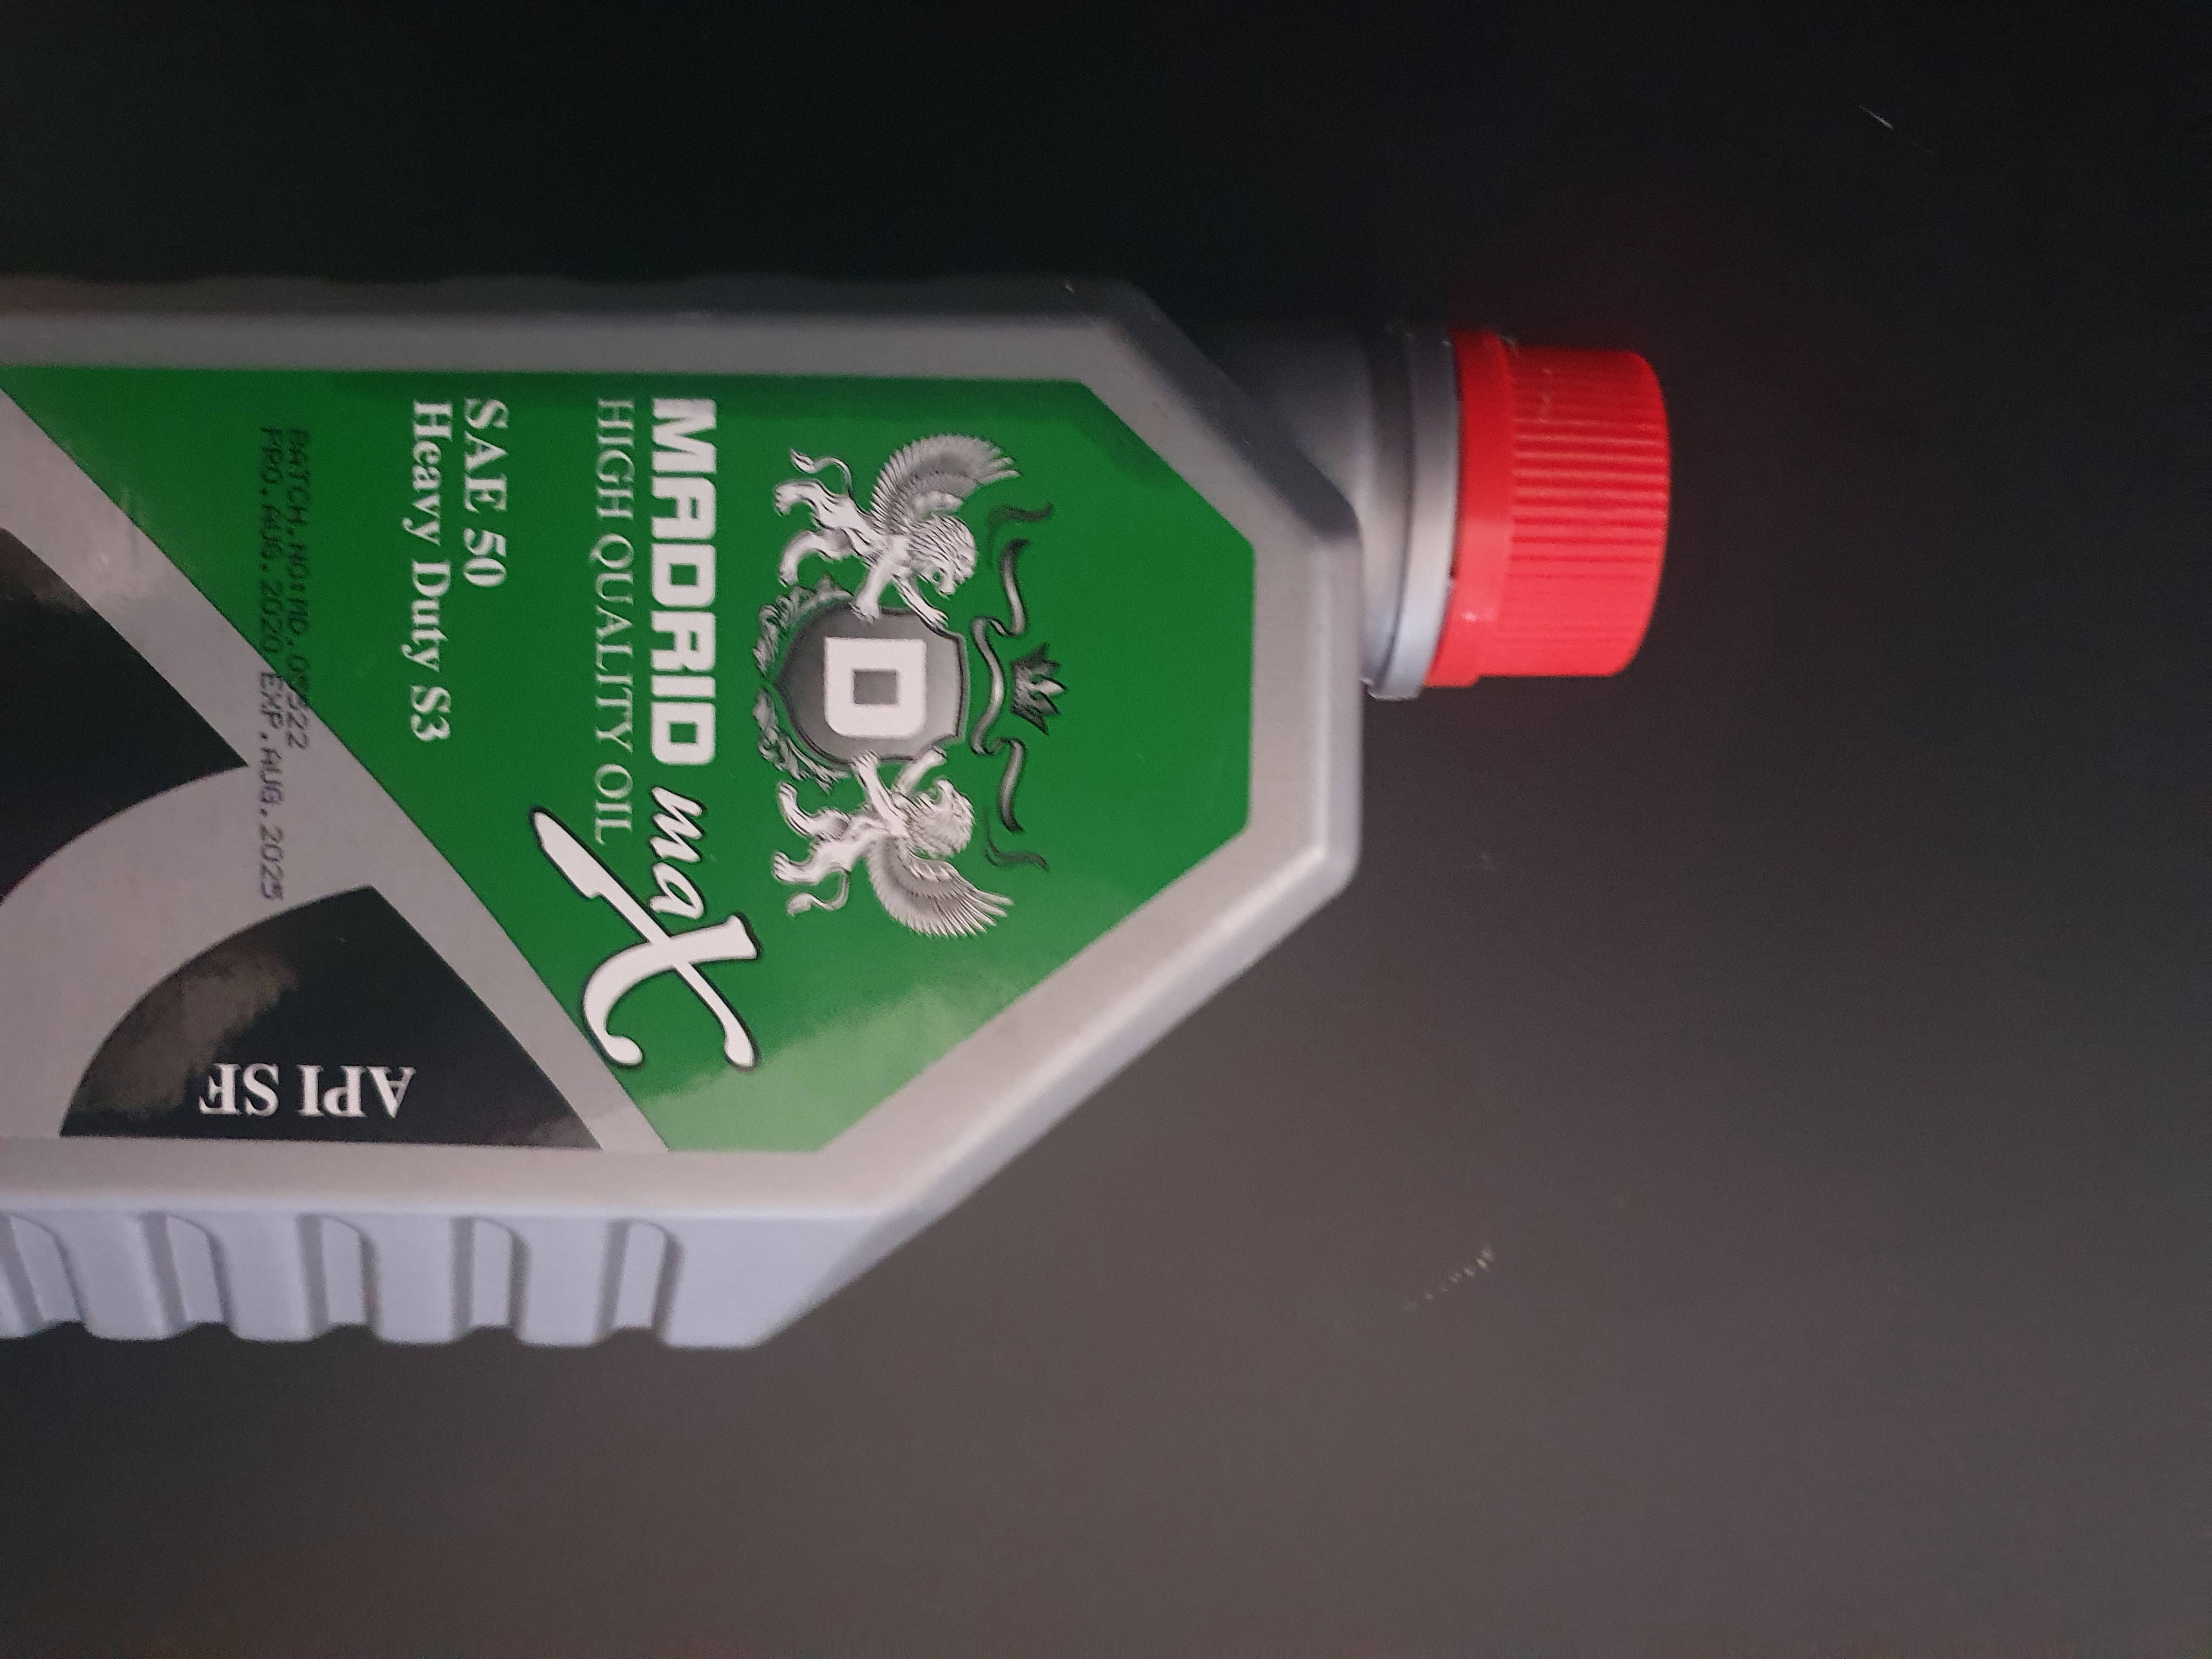 D
MADRID maX
HIGH QUALITY OIL
SAE 50
Heavy Duty S3
PRO.AUG.2020 EXP.AUG.2025
API SF